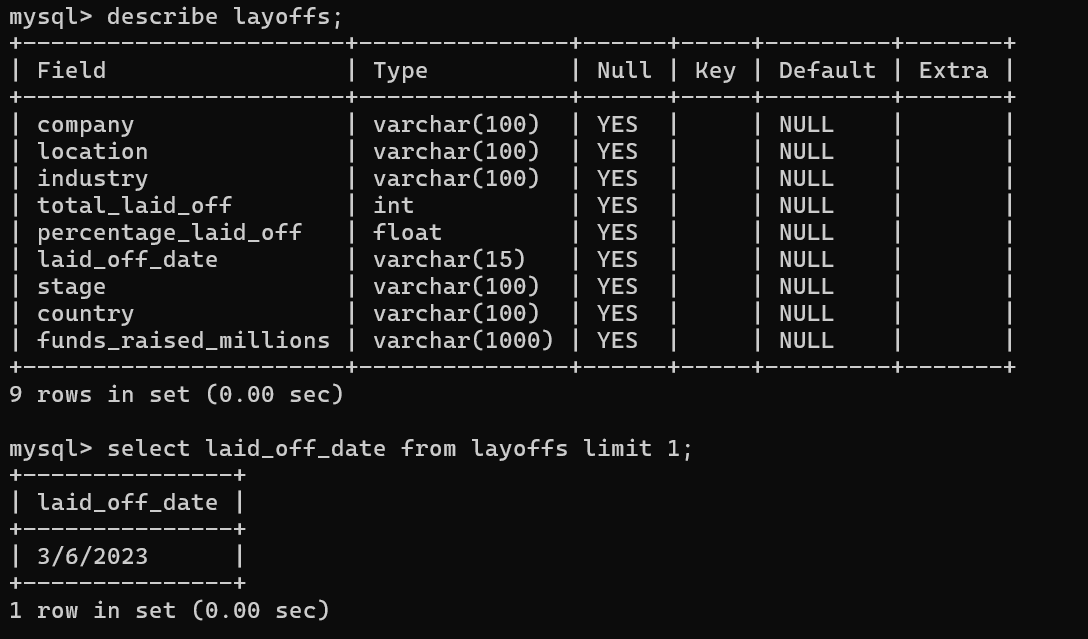 mysql> describe layoffs;
+------------------------+---------------+------+-----+---------+-------+
| Field                  | Type          | Null | Key | Default | Extra |
+------------------------+---------------+------+-----+---------+-------+
| company                | varchar(100)  | YES  |     | NULL    |       |
| location               | varchar(100)  | YES  |     | NULL    |       |
| industry               | varchar(100)  | YES  |     | NULL    |       |
| total_laid_off         | int           | YES  |     | NULL    |       |
| percentage_laid_off    | float         | YES  |     | NULL    |       |
| laid_off_date          | varchar(15)   | YES  |     | NULL    |       |
| stage                  | varchar(100)  | YES  |     | NULL    |       |
| country                | varchar(100)  | YES  |     | NULL    |       |
| funds_raised_millions | varchar(1000) | YES  |     | NULL    |       |
+------------------------+---------------+------+-----+---------+-------+
9 rows in set (0.00 sec)

mysql> select laid_off_date from layoffs limit 1;
+---------------+
| laid_off_date |
+---------------+
| 3/6/2023      |
+---------------+
1 row in set (0.00 sec)